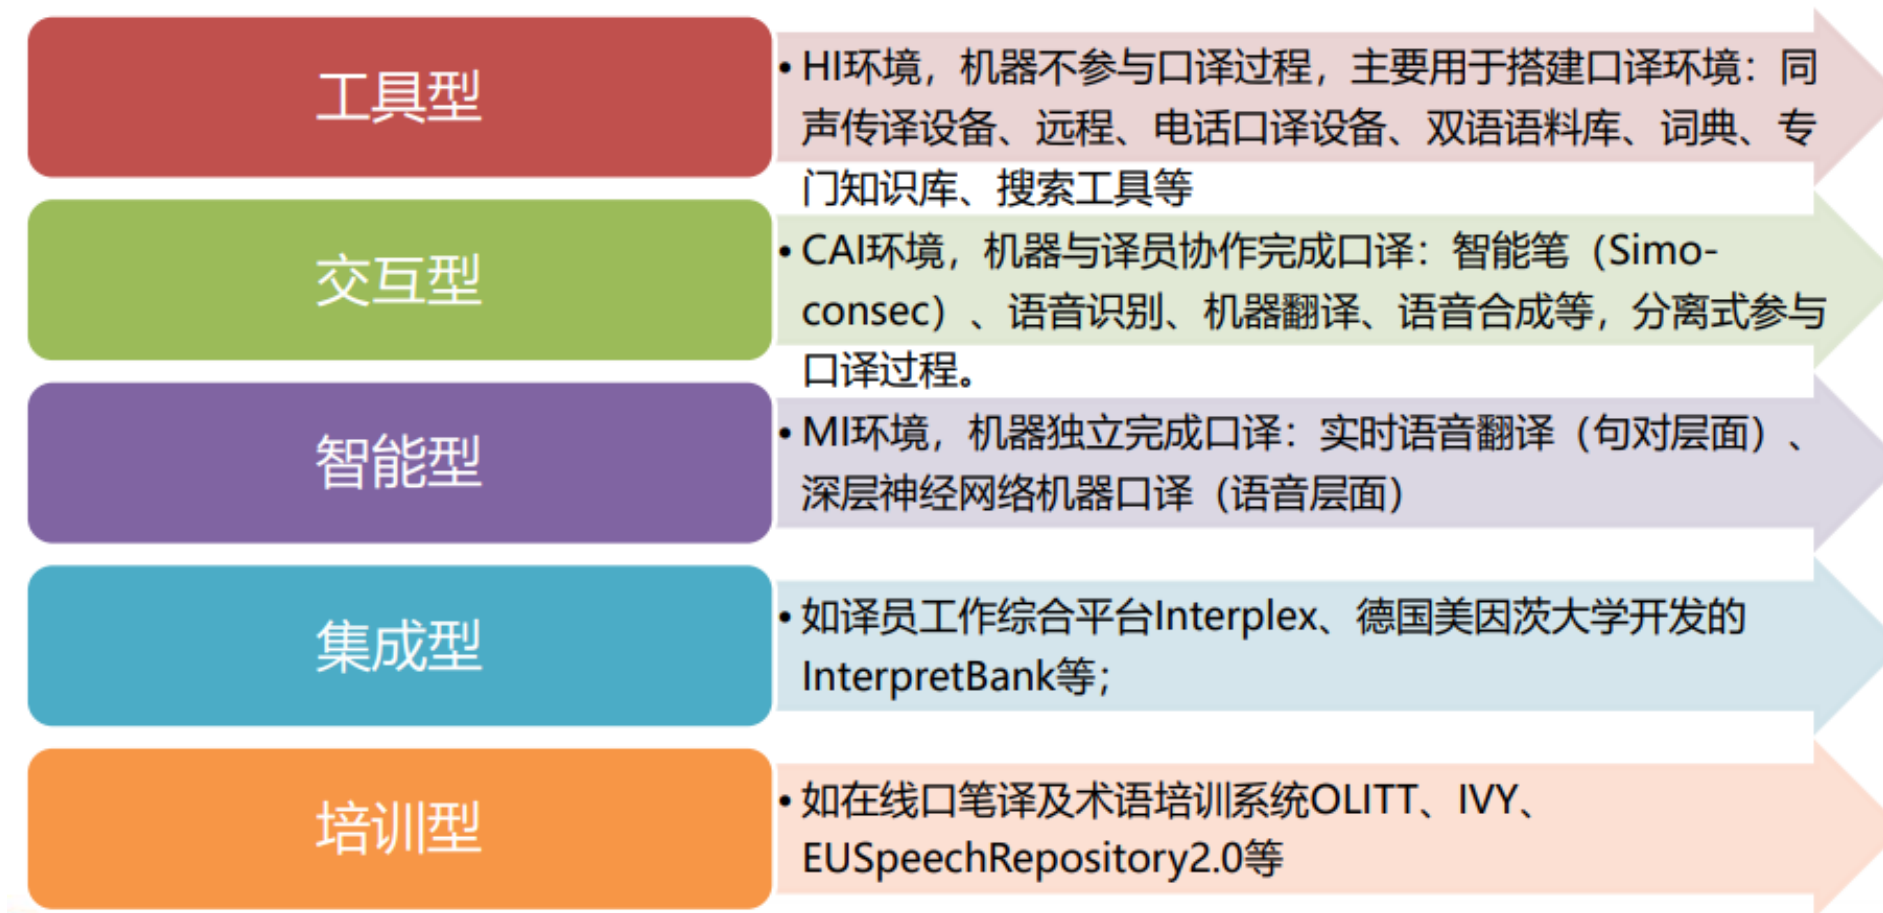 工具型
• HI环境，机器不参与口译过程，主要用于搭建口译环境：同
声传译设备、远程、电话口译设备、双语语料库、词典、专
门知识库、搜索工具等
交互型
• CAI环境，机器与译员协作完成口译：智能笔（Simo-
consec）、语音识别、机器翻译、语音合成等，分离式参与
口译过程。
智能型
• MI环境，机器独立完成口译：实时语音翻译（句对层面）、
深层神经网络机器口译（语音层面）
集成型
• 如译员工作综合平台Interplex、德国美因茨大学开发的
InterpretBank等；
培训型
• 如在线口笔译及术语培训系统OLITT、IVY、
EUSpeechRepository2.0等